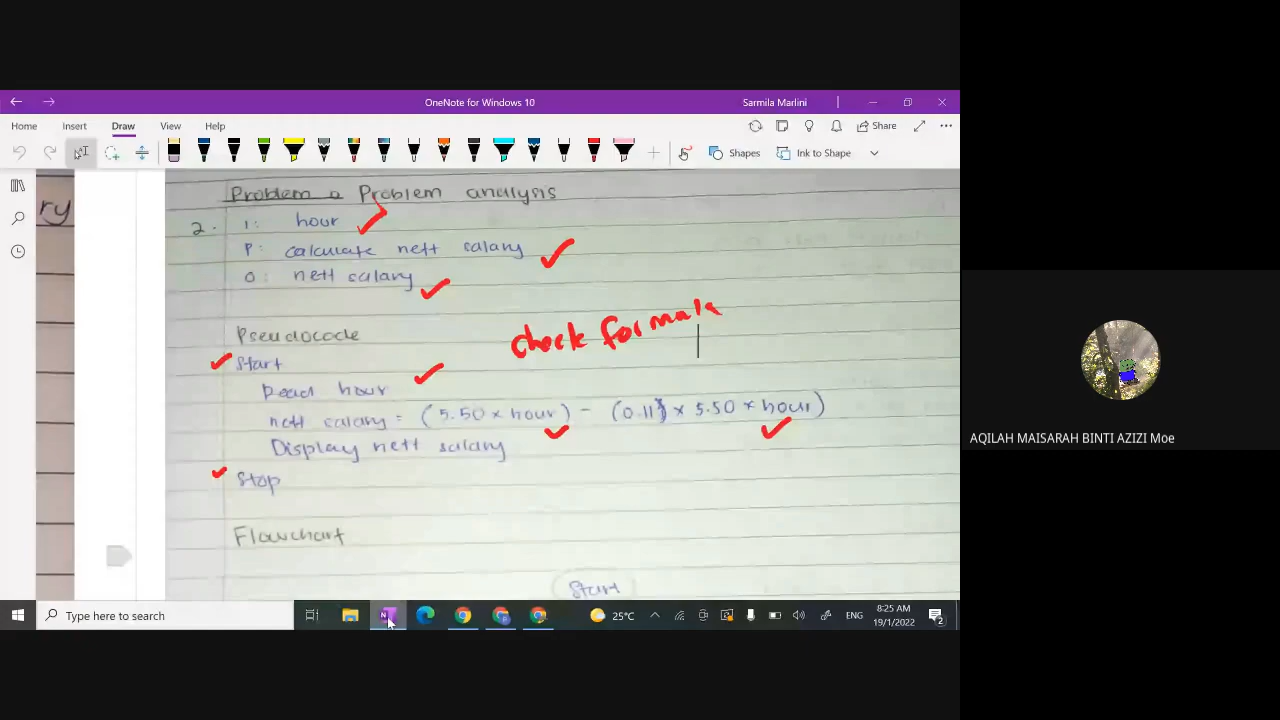 OneNote for Windows 10
Sarmila Marlini
Home Insert Draw View Help
Share
Shapes
Ink to Shape
ry
Problem a Problem analysis
2. I: hour
P: calculate nett salary
O: nett salary
check formula
Pseudocode
Start
Read hour
nett salary = (5.50 × hour) - (0.11 × 5.50 × hour)
Display nett salary
Stop
Flowchart
Start
AQILAH MAISARAH BINTI AZIZI Moe
Type here to search
25°C
ENG
8:25 AM
19/1/2022
2